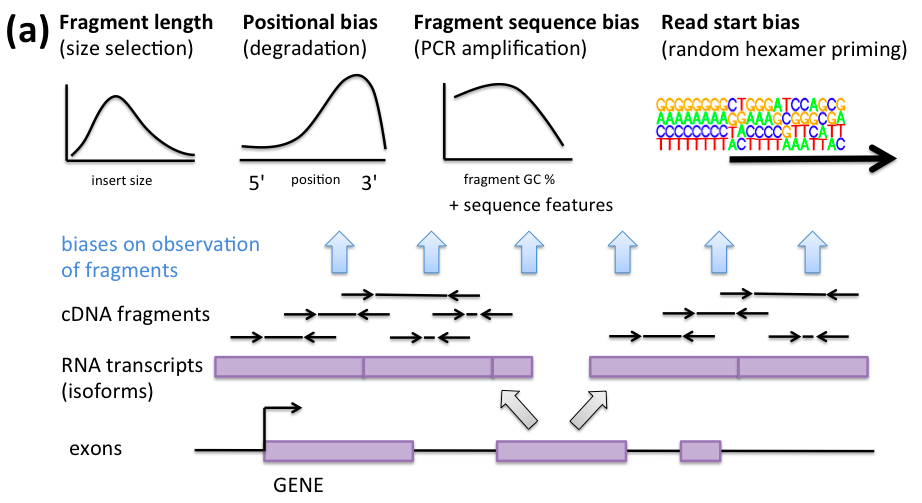 (a)
Fragment length
(size selection)
Positional bias
(degradation)
Fragment sequence bias
(PCR amplification)
Read start bias
(random hexamer priming)
insert size
5' position 3'
fragment GC %
+ sequence features
GGGGGGGGCTGGGATCCAGCG
AAAAAAAAGGAAAGCGGGCGA
CCCCCCCCTACCCCGTTCATT
TTTTTTTTACTTTTAAATTAC
biases on observation
of fragments
cDNA fragments
RNA transcripts
(isoforms)
exons
GENE